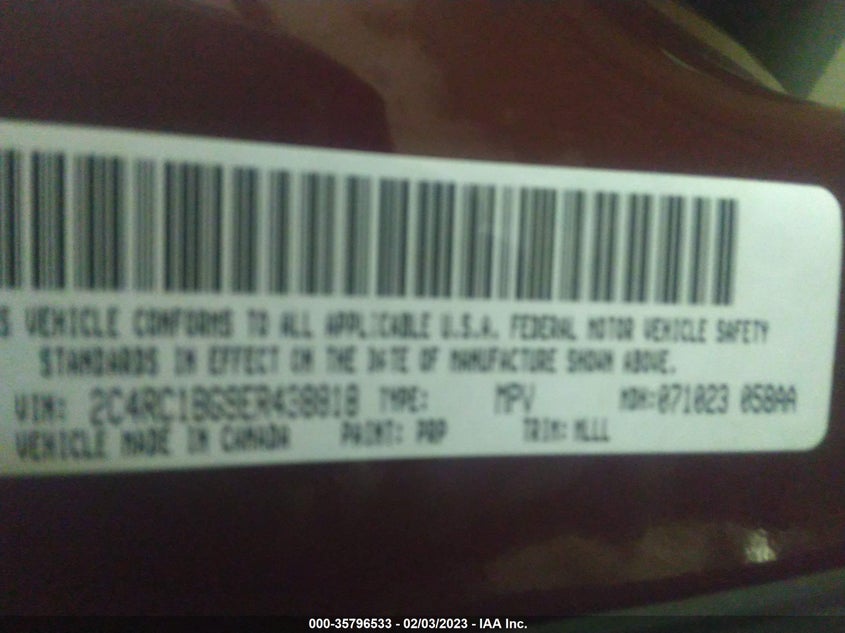 S VEHICLE CONFORMS TO ALL APPLICABLE U.S.A. FEDERAL MOTOR VEHICLE SAFETY
STANDARDS IN EFFECT ON THE DATE OF MANUFACTURE SHOWN ABOVE.
VIN: 2C4RC1BG9ER438818 TYPE: MPV MDH:071023 058AA
VEHICLE MADE IN CANADA PAINT: PRP TRIM: MLLL
000-35796533 - 02/03/2023 - IAA Inc.